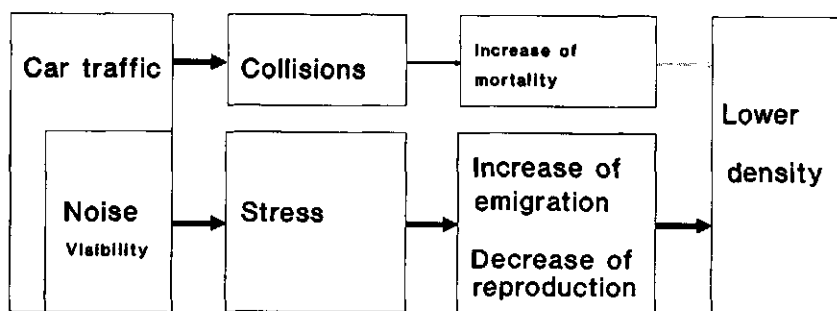 Car traffic
Collisions
Increase of
mortality
Lower
density
Noise
Visibility
Stress
Increase of
emigration
Decrease of
reproduction